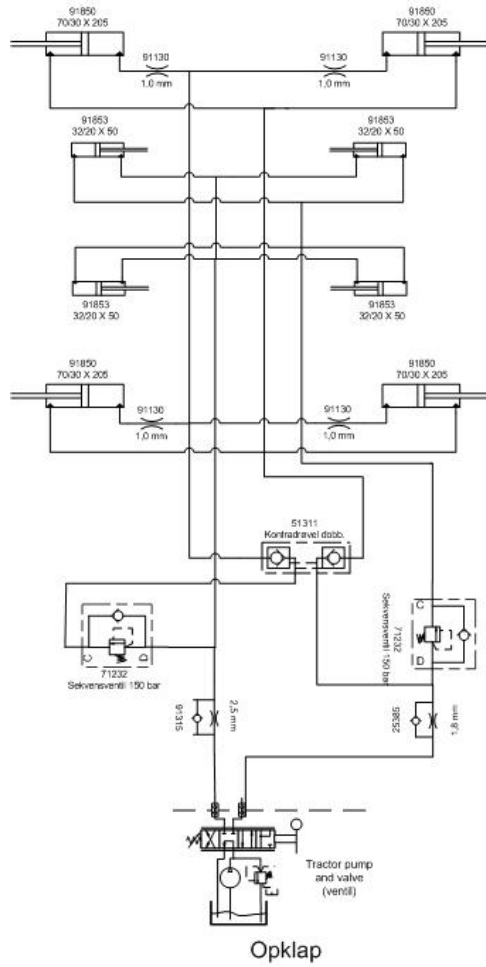 91850
70/30 X 205
91850
70/30 X 205
91130
1,0 mm
91130
1,0 mm
91853
32/20 X 50
91853
32/20 X 50
91853
32/20 X 50
91853
32/20 X 50
91850
70/30 X 205
91850
70/30 X 205
91130
1,0 mm
91130
1,0 mm
51311
Kontradrøvel dobb.
C
D
71232
Sekvensventil 150 bar
C
D
71232
Sekvensventil 150 bar
91315
2,5 mm
25385
1,8 mm
Tractor pump
and valve
(ventil)
Opklap